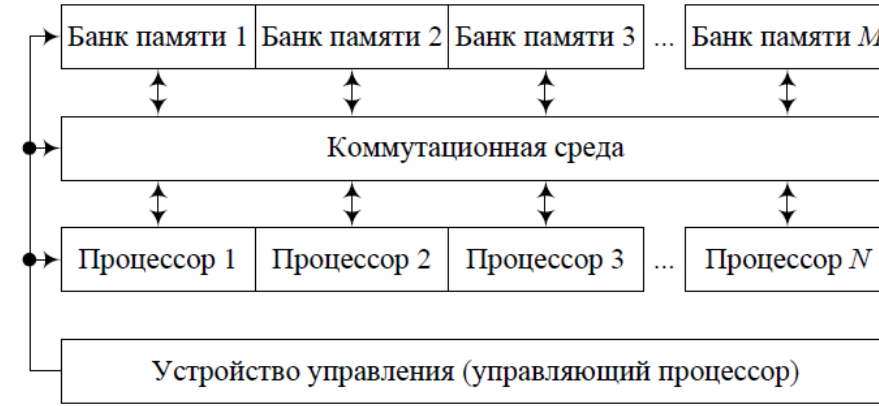 Банк памяти 1 Банк памяти 2 Банк памяти 3 ... Банк памяти M
Коммутационная среда
Процессор 1 Процессор 2 Процессор 3 ... Процессор N
Устройство управления (управляющий процессор)